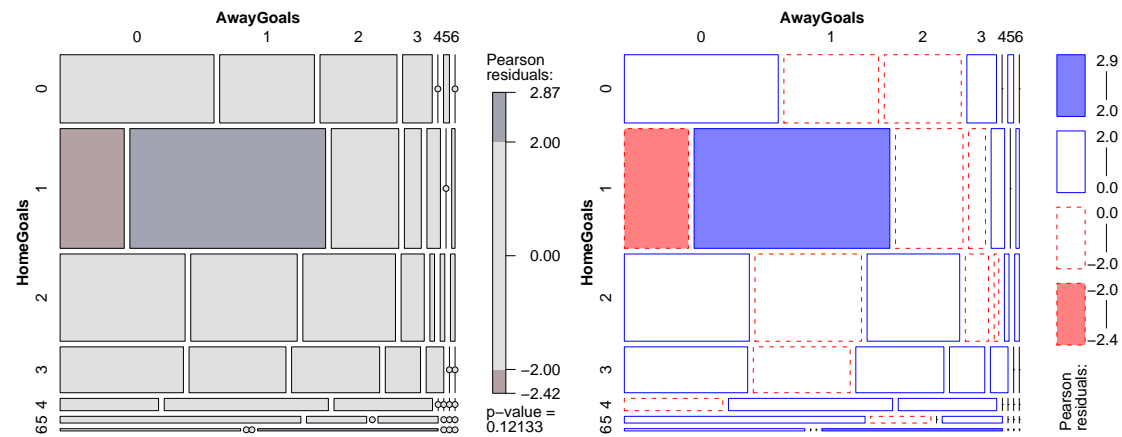 AwayGoals
0 1 2 3 456
HomeGoals
0
1
2
3
4
65
Pearson
residuals:
2.87
2.00
0.00
−2.00
−2.42
p−value =
0.12133
AwayGoals
0 1 2 3 456
HomeGoals
0
1
2
3
4
65
2.9
2.0
2.0
0.0
0.0
−2.0
−2.0
−2.4
Pearson
residuals: